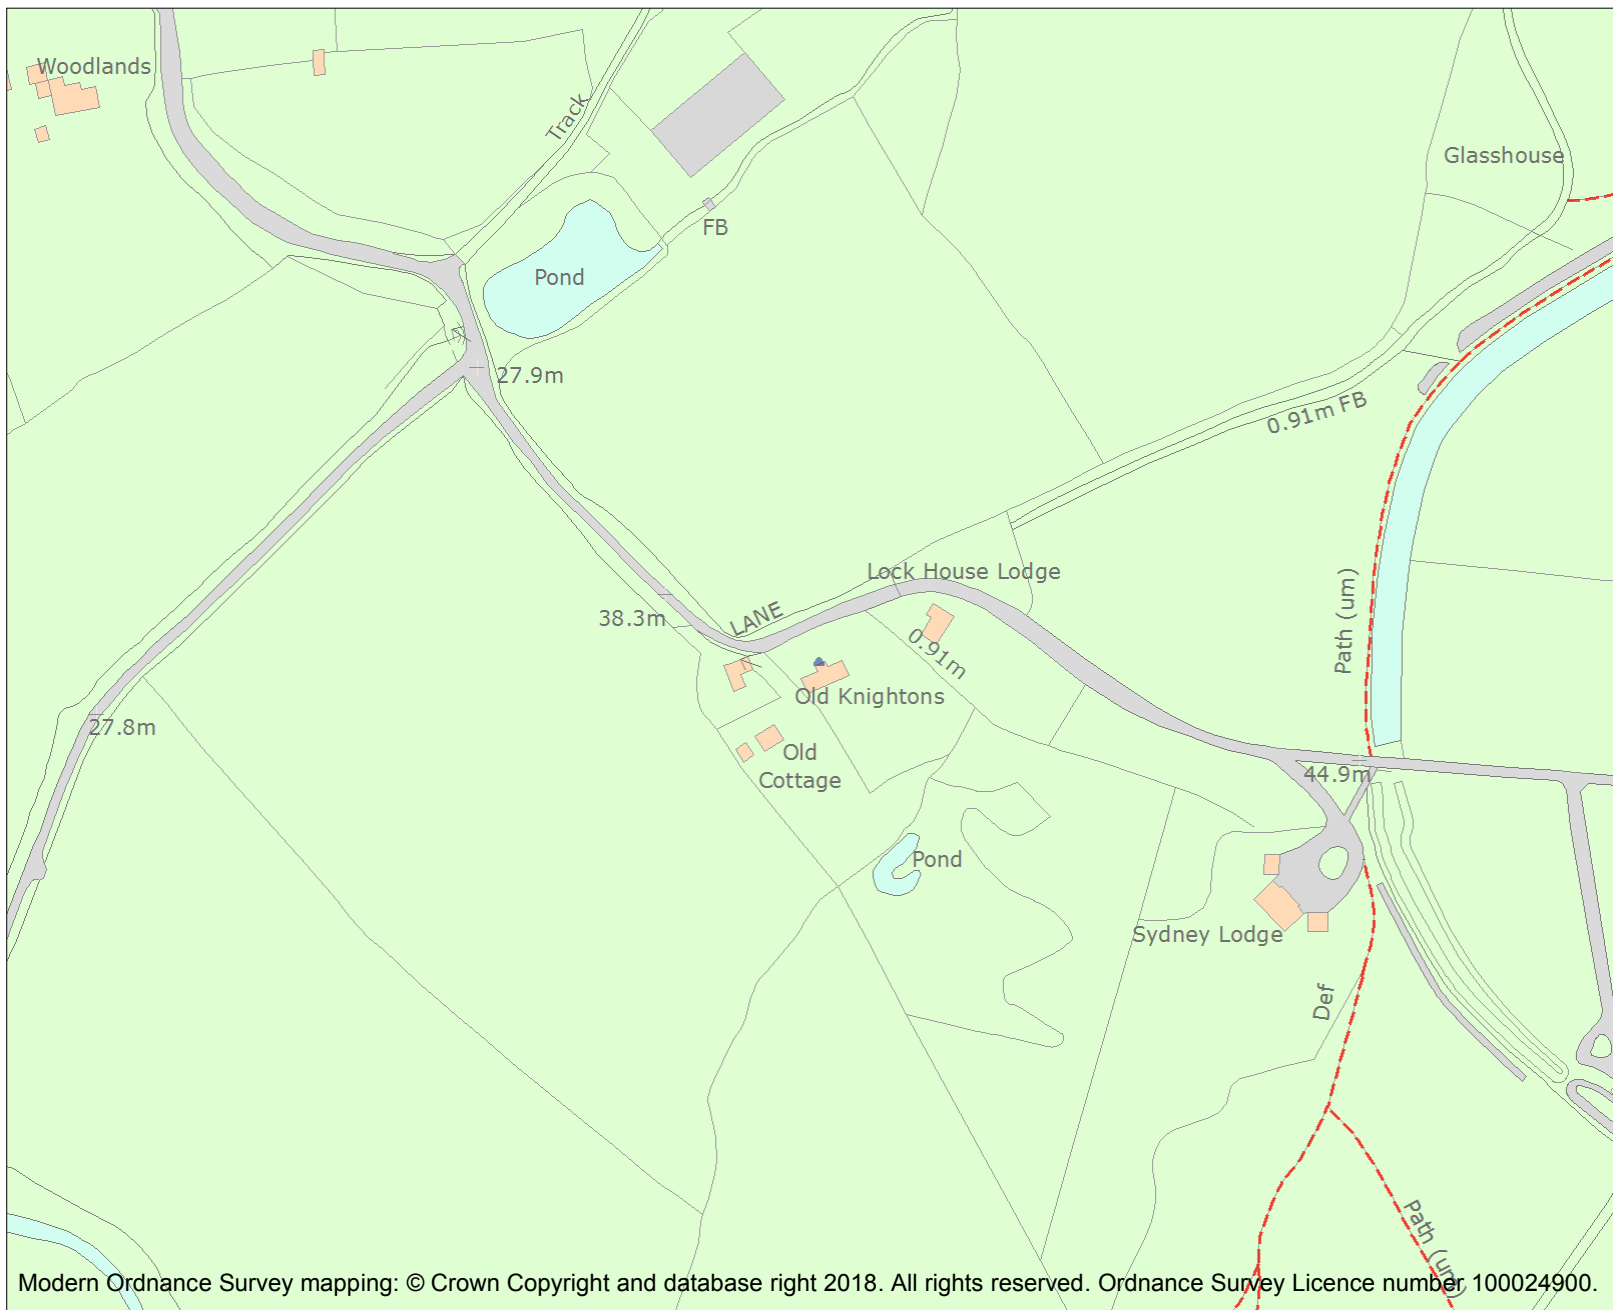 Woodlands
Track
Glasshouse
FB
Pond
27.9m
0.91m FB
Lock House Lodge
LANE
38.3m
Path (um)
0.91m
Old Knightons
27.8m
Old
Cottage
44.9m
Pond
Sydney Lodge
Def
Path (um)
Modern Ordnance Survey mapping: © Crown Copyright and database right 2018. All rights reserved. Ordnance Survey Licence number 100024900.